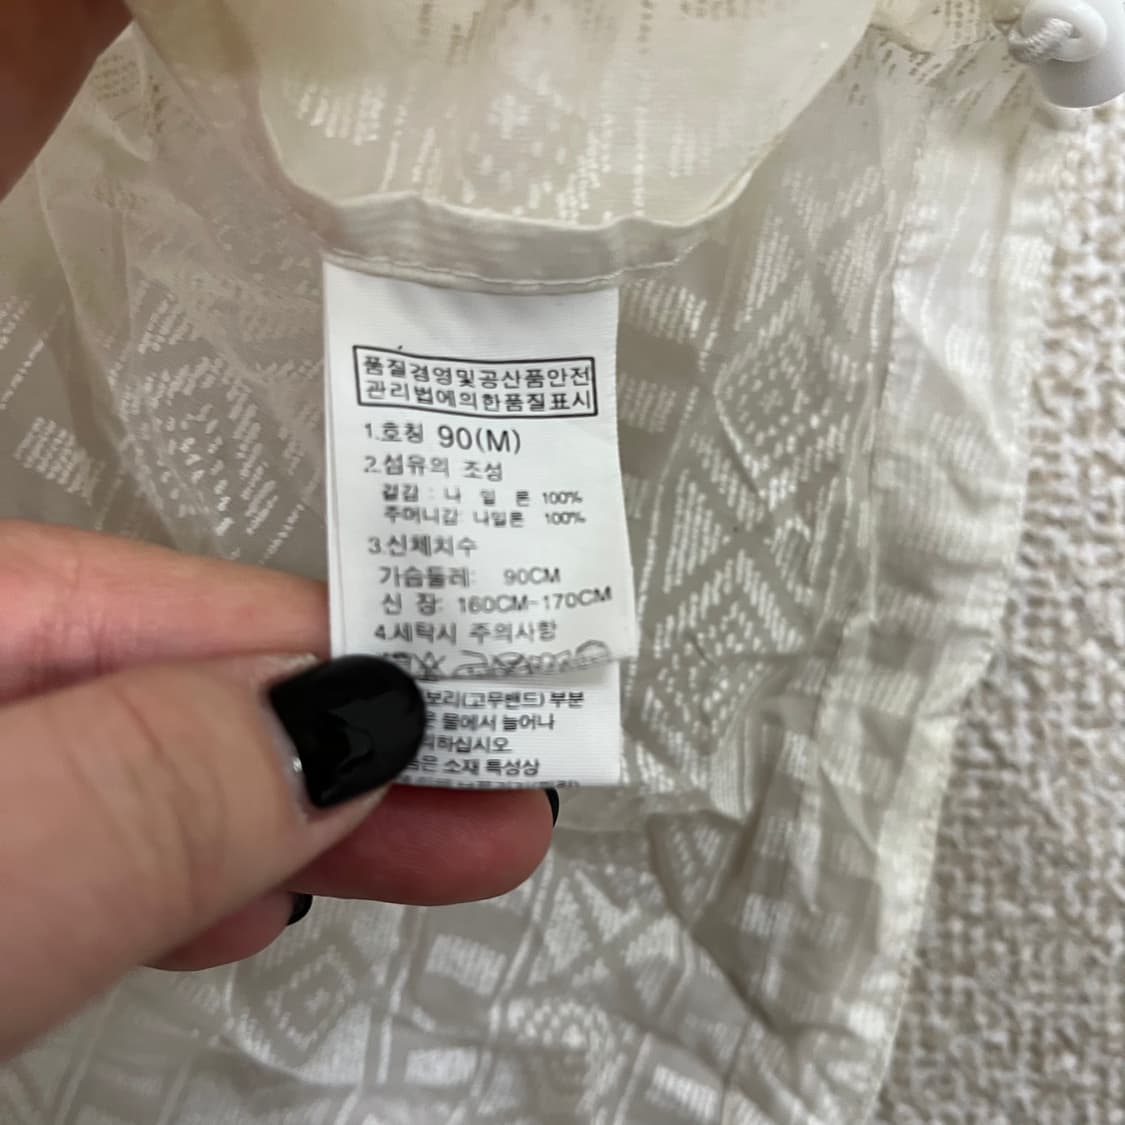 품질경영및공산품안전
관리법에의한품질표시
1.호칭 90(M)
2.섬유의 조성
겉감 : 나 일 론 100%
주머니감: 나일론 100%
3.신체치수
가슴둘레: 90CM
신 장: 160CM-170CM
4.세탁시 주의사항
보리(고무밴드) 부분
물에서 늘어나
하십시오
은 소재 특성상